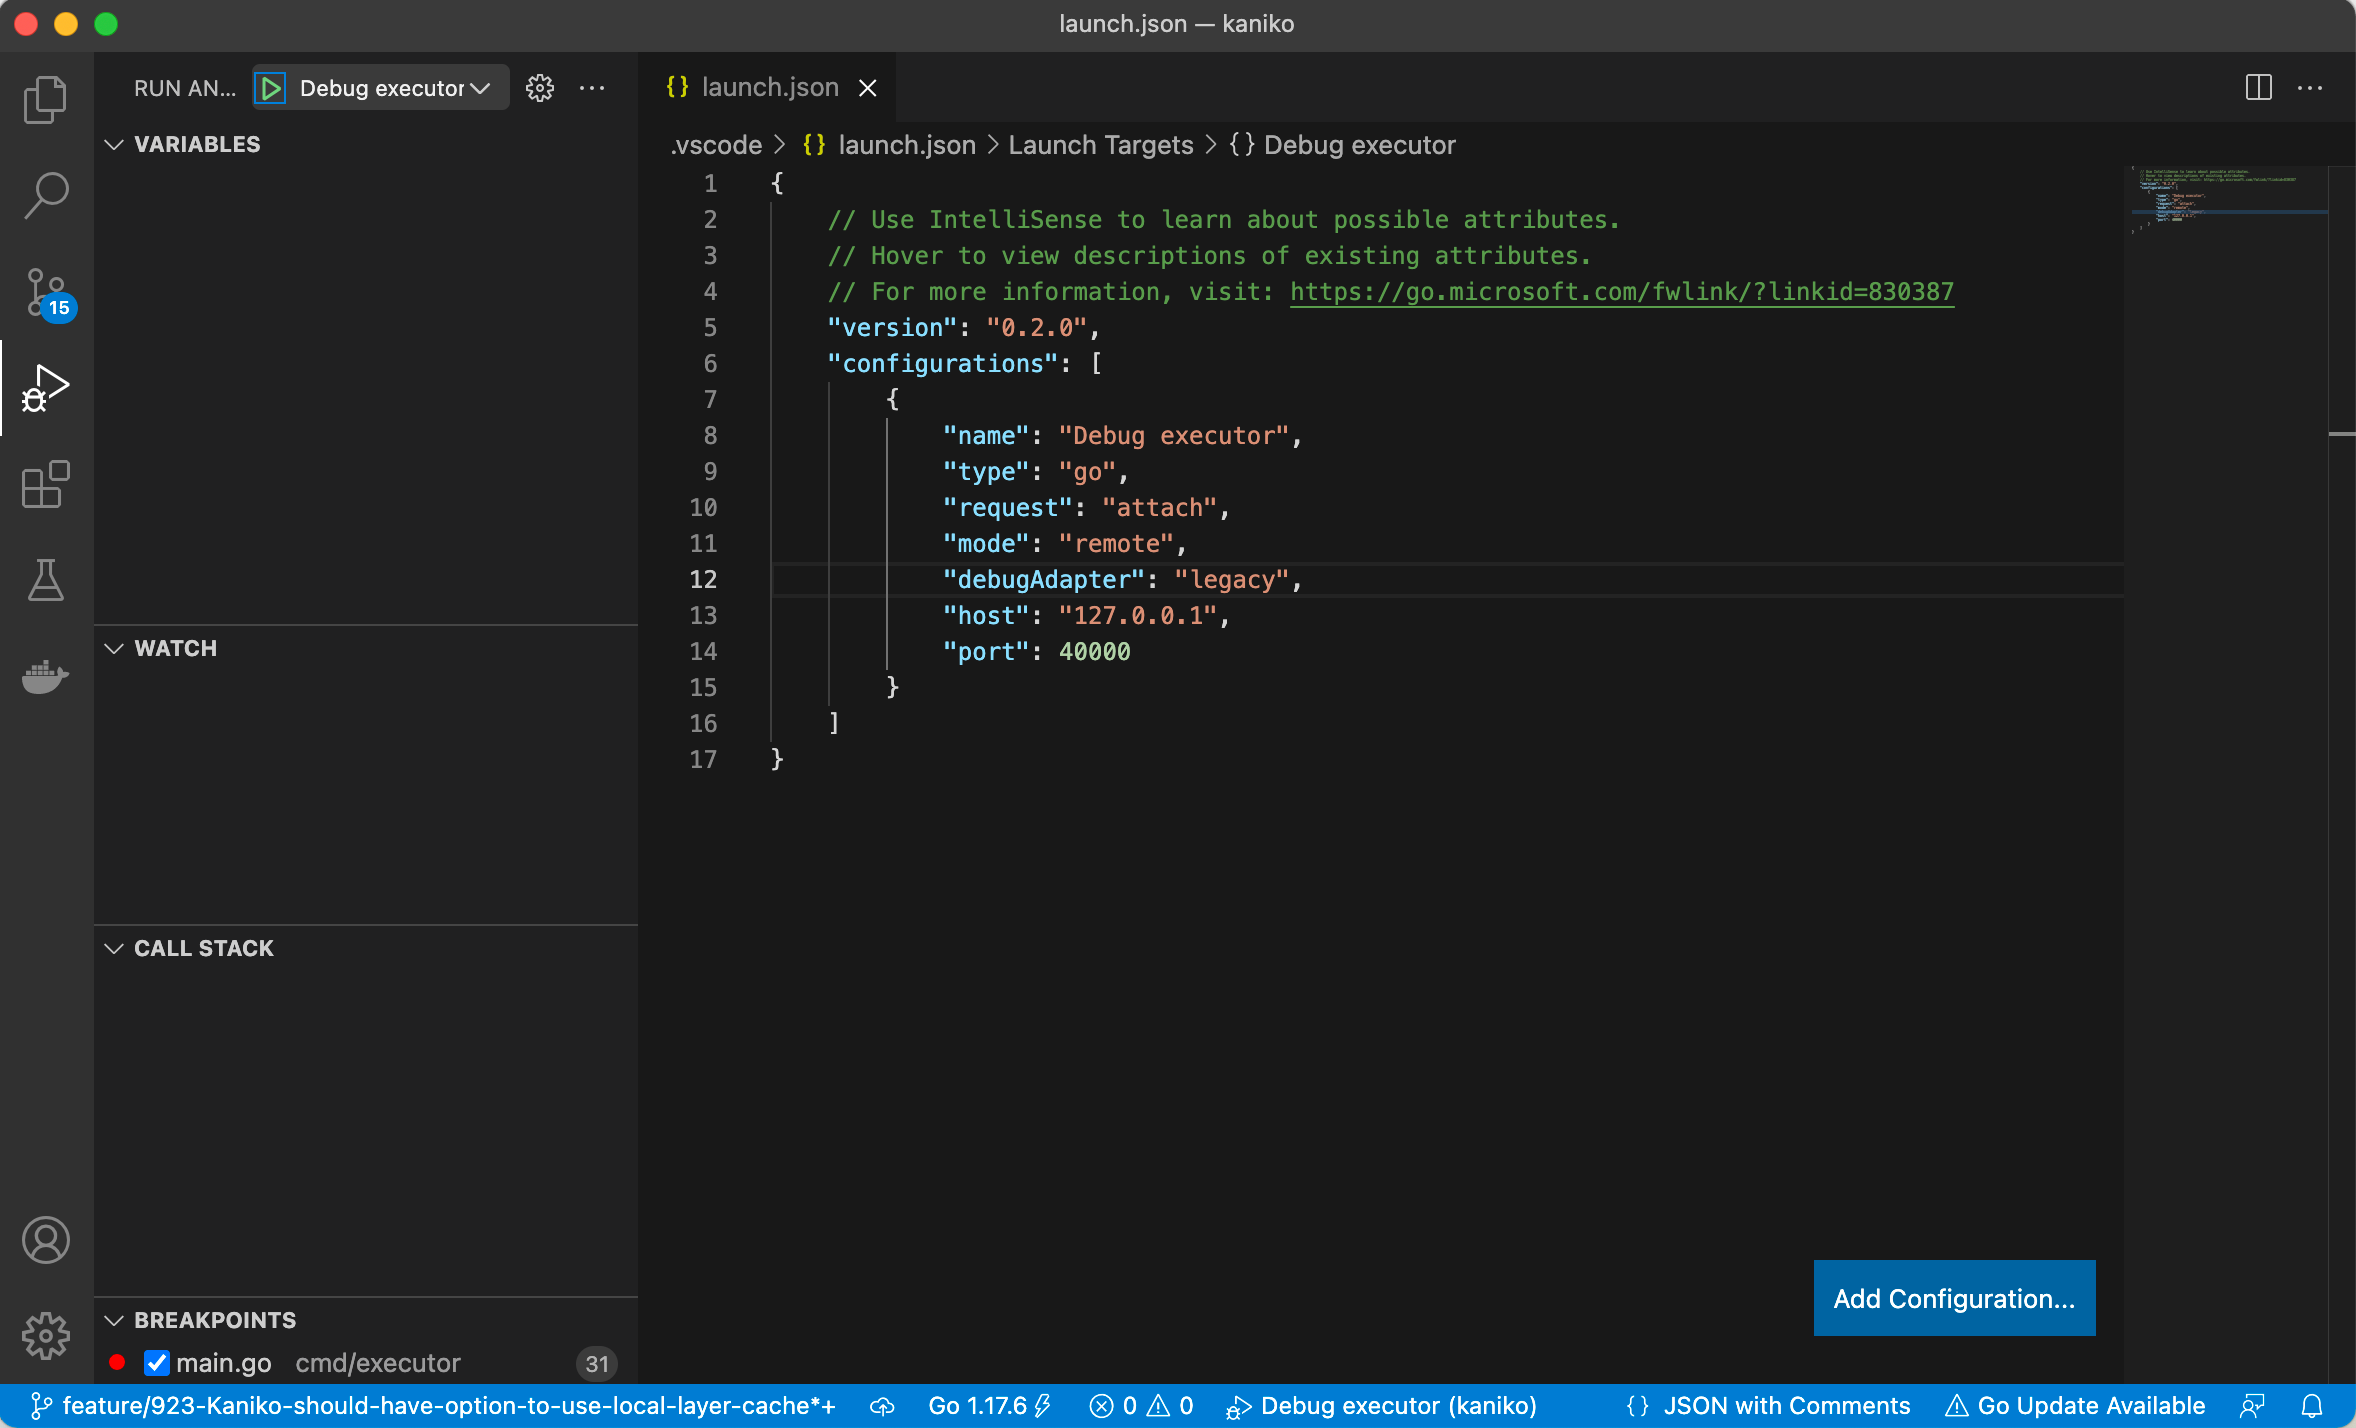 launch.json — kaniko
RUN AN...
Debug executor
launch.json
.vscode > {} launch.json > Launch Targets > {} Debug executor
VARIABLES
WATCH
CALL STACK
BREAKPOINTS
main.go cmd/executor 31
15
1 {
2 // Use IntelliSense to learn about possible attributes.
3 // Hover to view descriptions of existing attributes.
4 // For more information, visit: https://go.microsoft.com/fwlink/?linkid=830387
5 "version": "0.2.0",
6 "configurations": [
7 {
8 "name": "Debug executor",
9 "type": "go",
10 "request": "attach",
11 "mode": "remote",
12 "debugAdapter": "legacy",
13 "host": "127.0.0.1",
14 "port": 40000
15 }
16 ]
17 }
Add Configuration...
feature/923-Kaniko-should-have-option-to-use-local-layer-cache*+ Go 1.17.6 0 0 Debug executor (kaniko) {} JSON with Comments Go Update Available